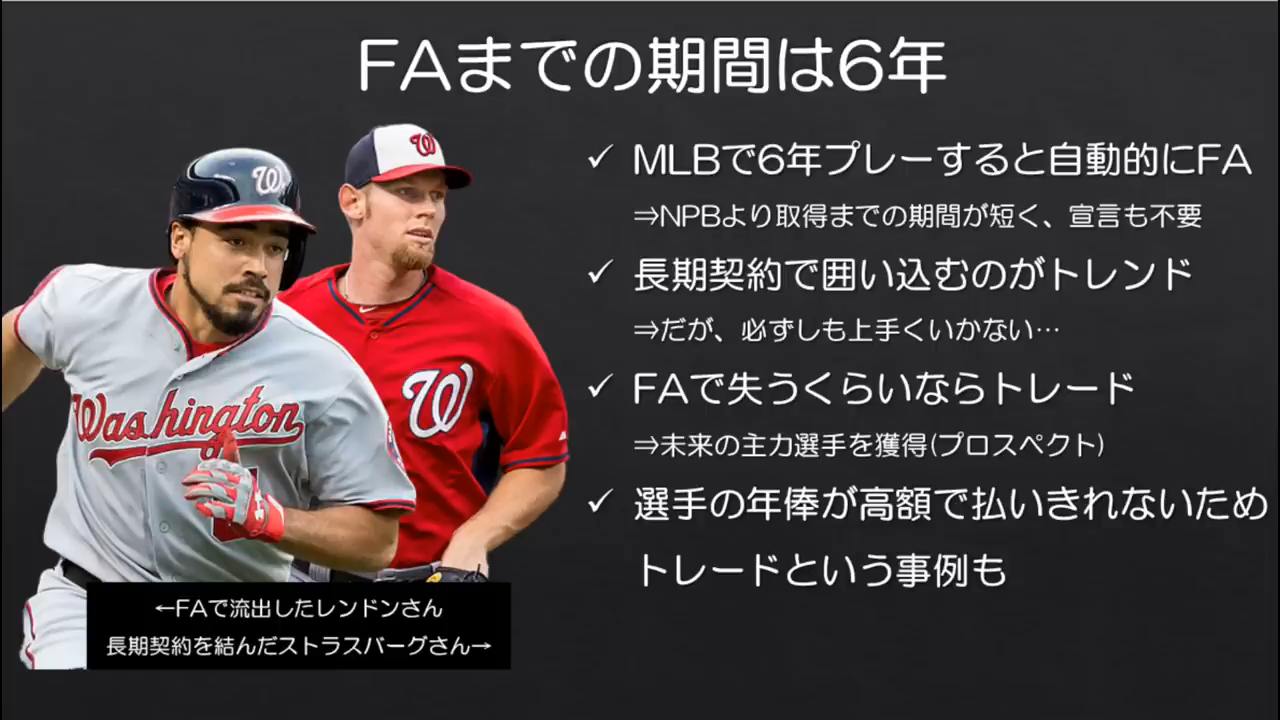 FAまでの期間は6年
✓ MLBで6年プレーすると自動的にFA
⇒NPBより取得までの期間が短く、宣言も不要
✓ 長期契約で囲い込むのがトレンド
⇒だが、必ずしも上手くいかない…
✓ FAで失うくらいならトレード
⇒未来の主力選手を獲得(プロスペクト)
✓ 選手の年俸が高額で払いきれないため
トレードという事例も
W
W
W
Washington
←FAで流出したレンドンさん
長期契約を結んだストラスバーグさん→